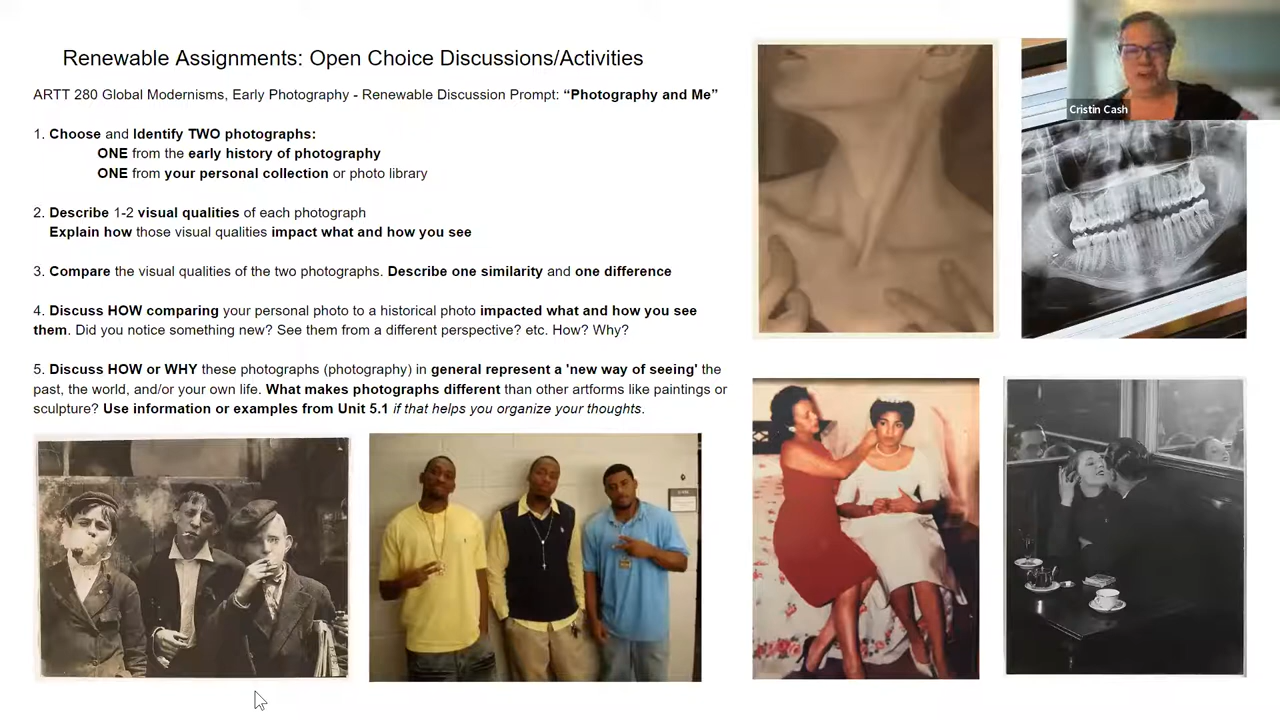 Renewable Assignments: Open Choice Discussions/Activities
ARTT 280 Global Modernisms, Early Photography - Renewable Discussion Prompt: “Photography and Me”
1. Choose and Identify TWO photographs:
ONE from the early history of photography
ONE from your personal collection or photo library
2. Describe 1-2 visual qualities of each photograph
Explain how those visual qualities impact what and how you see
3. Compare the visual qualities of the two photographs. Describe one similarity and one difference
4. Discuss HOW comparing your personal photo to a historical photo impacted what and how you see
them. Did you notice something new? See them from a different perspective? etc. How? Why?
5. Discuss HOW or WHY these photographs (photography) in general represent a 'new way of seeing' the
past, the world, and/or your own life. What makes photographs different than other artforms like paintings or
sculpture? Use information or examples from Unit 5.1 if that helps you organize your thoughts.
Cristin Cash